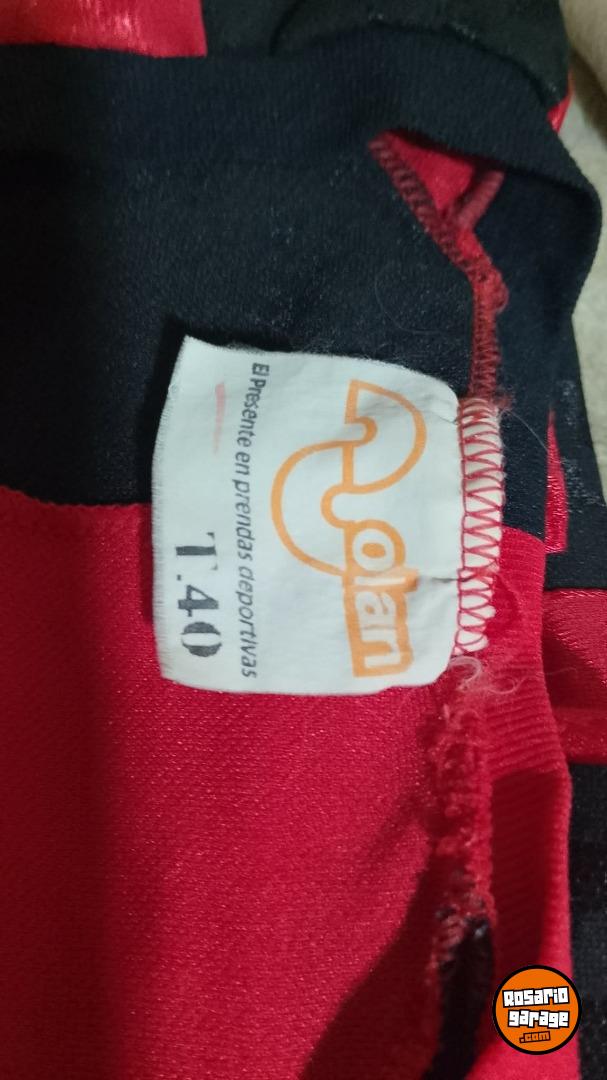 olan
El Presente en prendas deportivas
T.40
Rosario
garage
.com